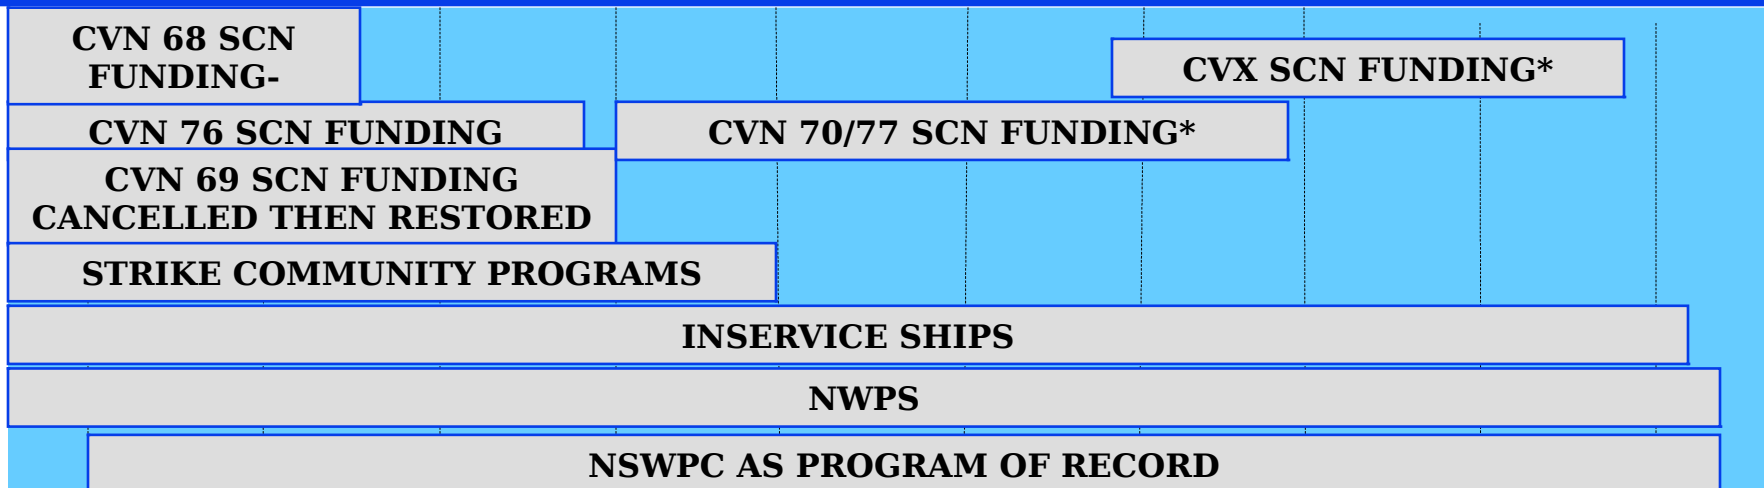 CVN 68 SCN
FUNDING-
CVX SCN FUNDING*
CVN 76 SCN FUNDING
CVN 70/77 SCN FUNDING*
CVN 69 SCN FUNDING
CANCELLED THEN RESTORED
STRIKE COMMUNITY PROGRAMS
INSERVICE SHIPS
NWPS
NSWPC AS PROGRAM OF RECORD